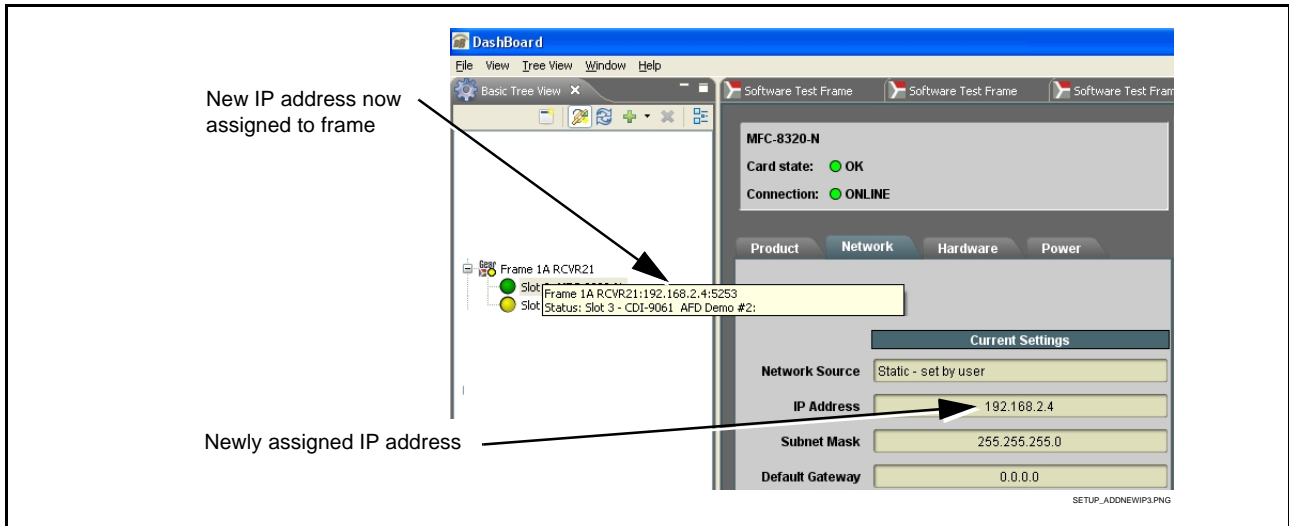 DashBoard
File View Tree View Window Help
Basic Tree View
Software Test Frame
Software Test Frame
Software Test Fram
New IP address now
assigned to frame
MFC-8320-N
Card state: OK
Connection: ONLINE
Product Network Hardware Power
Frame 1A RCVR21
Slot
Frame 1A RCVR21:192.168.2.4:5253
Slot
Status: Slot 3 - CDI-9061 AFD Demo #2:
Current Settings
Network Source Static - set by user
IP Address 192.168.2.4
Newly assigned IP address
Subnet Mask 255.255.255.0
Default Gateway 0.0.0.0
SETUP_ADDNEWIP3.PNG